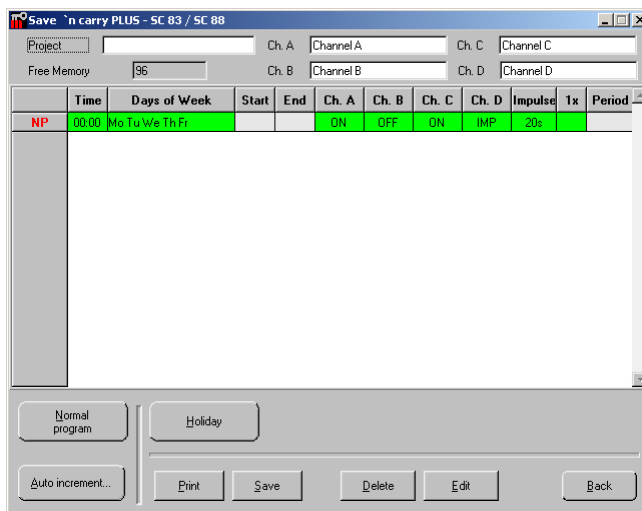 Save `n carry PLUS - SC 83 / SC 88
Project Ch. A Channel A Ch. C Channel C
Free Memory 96 Ch. B Channel B Ch. D Channel D
Time Days of Week Start End Ch. A Ch. B Ch. C Ch. D Impulse 1x Period
NP 00:00 Mo Tu We Th Fr ON OFF ON IMP 20s
Normal program
Holiday
Auto increment...
Print Save Delete Edit Back